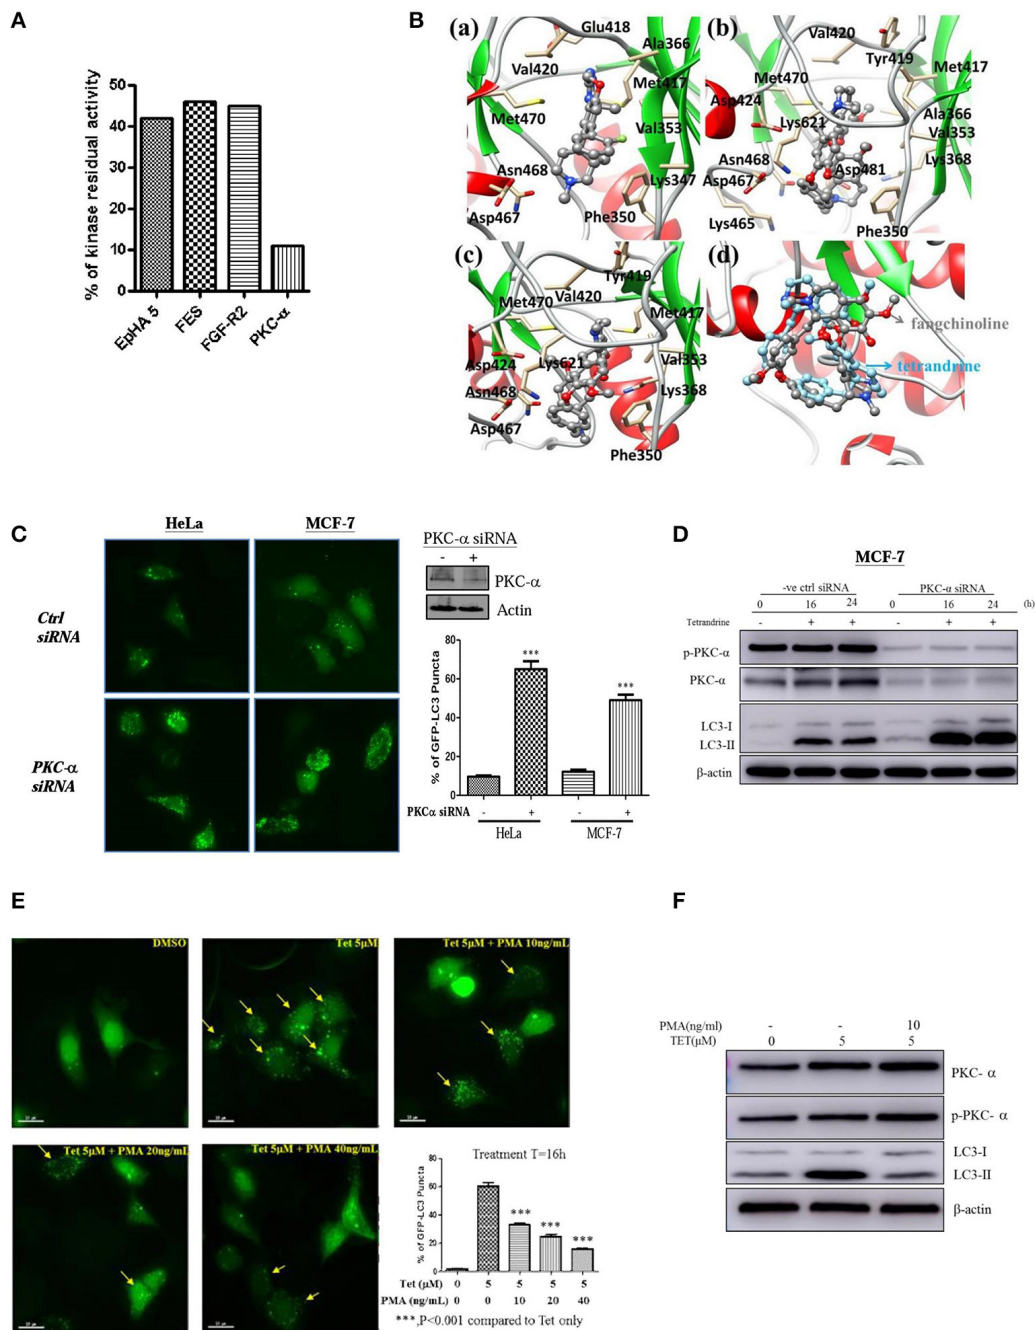 A
% of kinase residual activity
50
40
30
20
10
0
EpHA 5
FES
FGF-R2
PKC-α
B
(a)
Glu418
Ala366
Val420
Met417
Met470
Val353
Asn468
Lys347
Asp467
Phe350
(b)
Val420
Tyr419
Met470
Met417
Asp424
Ala366
Lys621
Val353
Asn468
Lys368
Asp467
Asp481
Lys465
Phe350
(c)
Tyr419
Val420
Met470
Met417
Asp424
Lys621
Val353
Asn468
Lys368
Asp467
Phe350
(d)
fangchinoline
tetrandrine
C
HeLa
MCF-7
Ctrl
siRNA
PKC-α
siRNA
PKC-α siRNA
- +
PKC-α
Actin
% of GFP-LC3 Puncta
80
60
40
20
0
***
***
PKCα siRNA - + - +
HeLa MCF-7
D
MCF-7
-ve ctrl siRNA PKC-α siRNA
0 16 24 0 16 24 (h)
Tetrandrine - + + - + +
p-PKC-α
PKC-α
LC3-I
LC3-II
β-actin
E
DMSO
Tet 5μM
Tet 5μM + PMA 10ng/mL
Tet 5μM + PMA 20ng/mL
Tet 5μM + PMA 40ng/mL
Treatment T=16h
% of GFP-LC3 Puncta
80
60
40
20
0
***
***
***
Tet (μM) 0 5 5 5 5
PMA (ng/mL) 0 0 10 20 40
***,P<0.001 compared to Tet only
F
PMA(ng/ml) - - 10
TET(μM) 0 5 5
PKC- α
p-PKC- α
LC3-I
LC3-II
β-actin